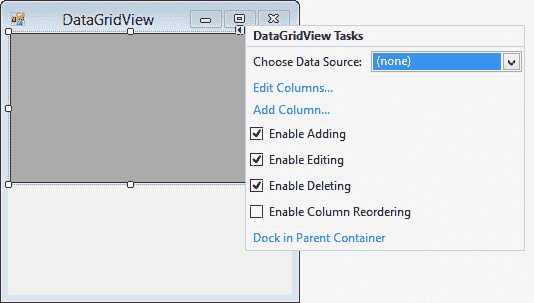 DataGridView
DataGridView Tasks
Choose Data Source: (none)
Edit Columns...
Add Column...
Enable Adding
Enable Editing
Enable Deleting
Enable Column Reordering
Dock in Parent Container